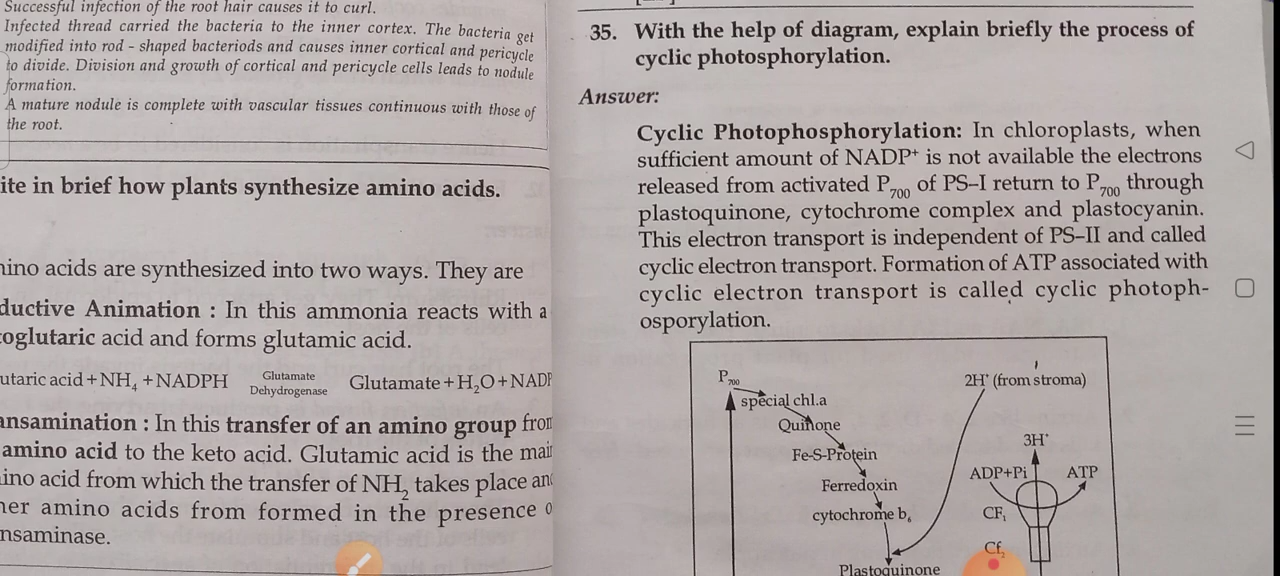 Successful infection of the root hair causes it to curl.
Infected thread carried the bacteria to the inner cortex. The bacteria get
modified into rod - shaped bacteriods and causes inner cortical and pericycle
to divide. Division and growth of cortical and pericycle cells leads to nodule
formation.
A mature nodule is complete with vascular tissues continuous with those of
the root.
ite in brief how plants synthesize amino acids.
ino acids are synthesized into two ways. They are
ductive Animation : In this ammonia reacts with a
oglutaric acid and forms glutamic acid.
utaric acid + NH₄ + NADPH Glutamate Dehydrogenase Glutamate + H₂O + NADP
ansamination : In this transfer of an amino group from
amino acid to the keto acid. Glutamic acid is the main
ino acid from which the transfer of NH₂ takes place and
er amino acids from formed in the presence o
nsaminase.
35. With the help of diagram, explain briefly the process of
cyclic photosphorylation.
Answer:
Cyclic Photophosphorylation: In chloroplasts, when
sufficient amount of NADP⁺ is not available the electrons
released from activated P₇₀₀ of PS–I return to P₇₀₀ through
plastoquinone, cytochrome complex and plastocyanin.
This electron transport is independent of PS–II and called
cyclic electron transport. Formation of ATP associated with
cyclic electron transport is called cyclic photoph-
osporylation.
P₇₀₀
2H⁺ (from stroma)
special chl.a
Quinone
3H⁺
Fe-S-Protein
ADP+Pi ATP
Ferredoxin
cytochrome b₆
CF₁
Cf
Plastoquinone